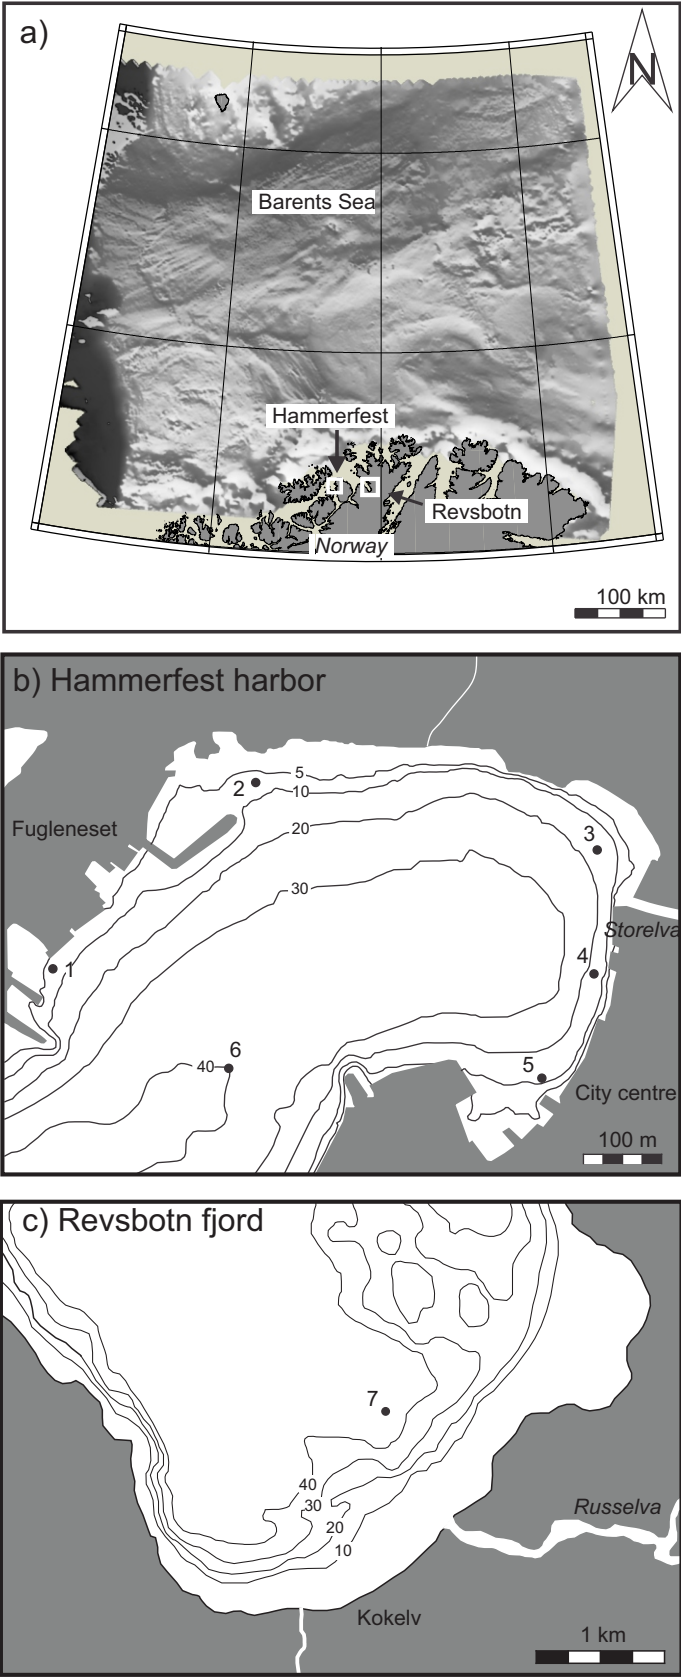 a)
N
Barents Sea
Hammerfest
Revsbotn
Norway
100 km
b) Hammerfest harbor
2
5
10
Fugleneset
20
3
30
Storelva
1
4
6
40
5
City centre
100 m
c) Revsbotn fjord
7
40
30
20
10
Russelva
Kokelv
1 km